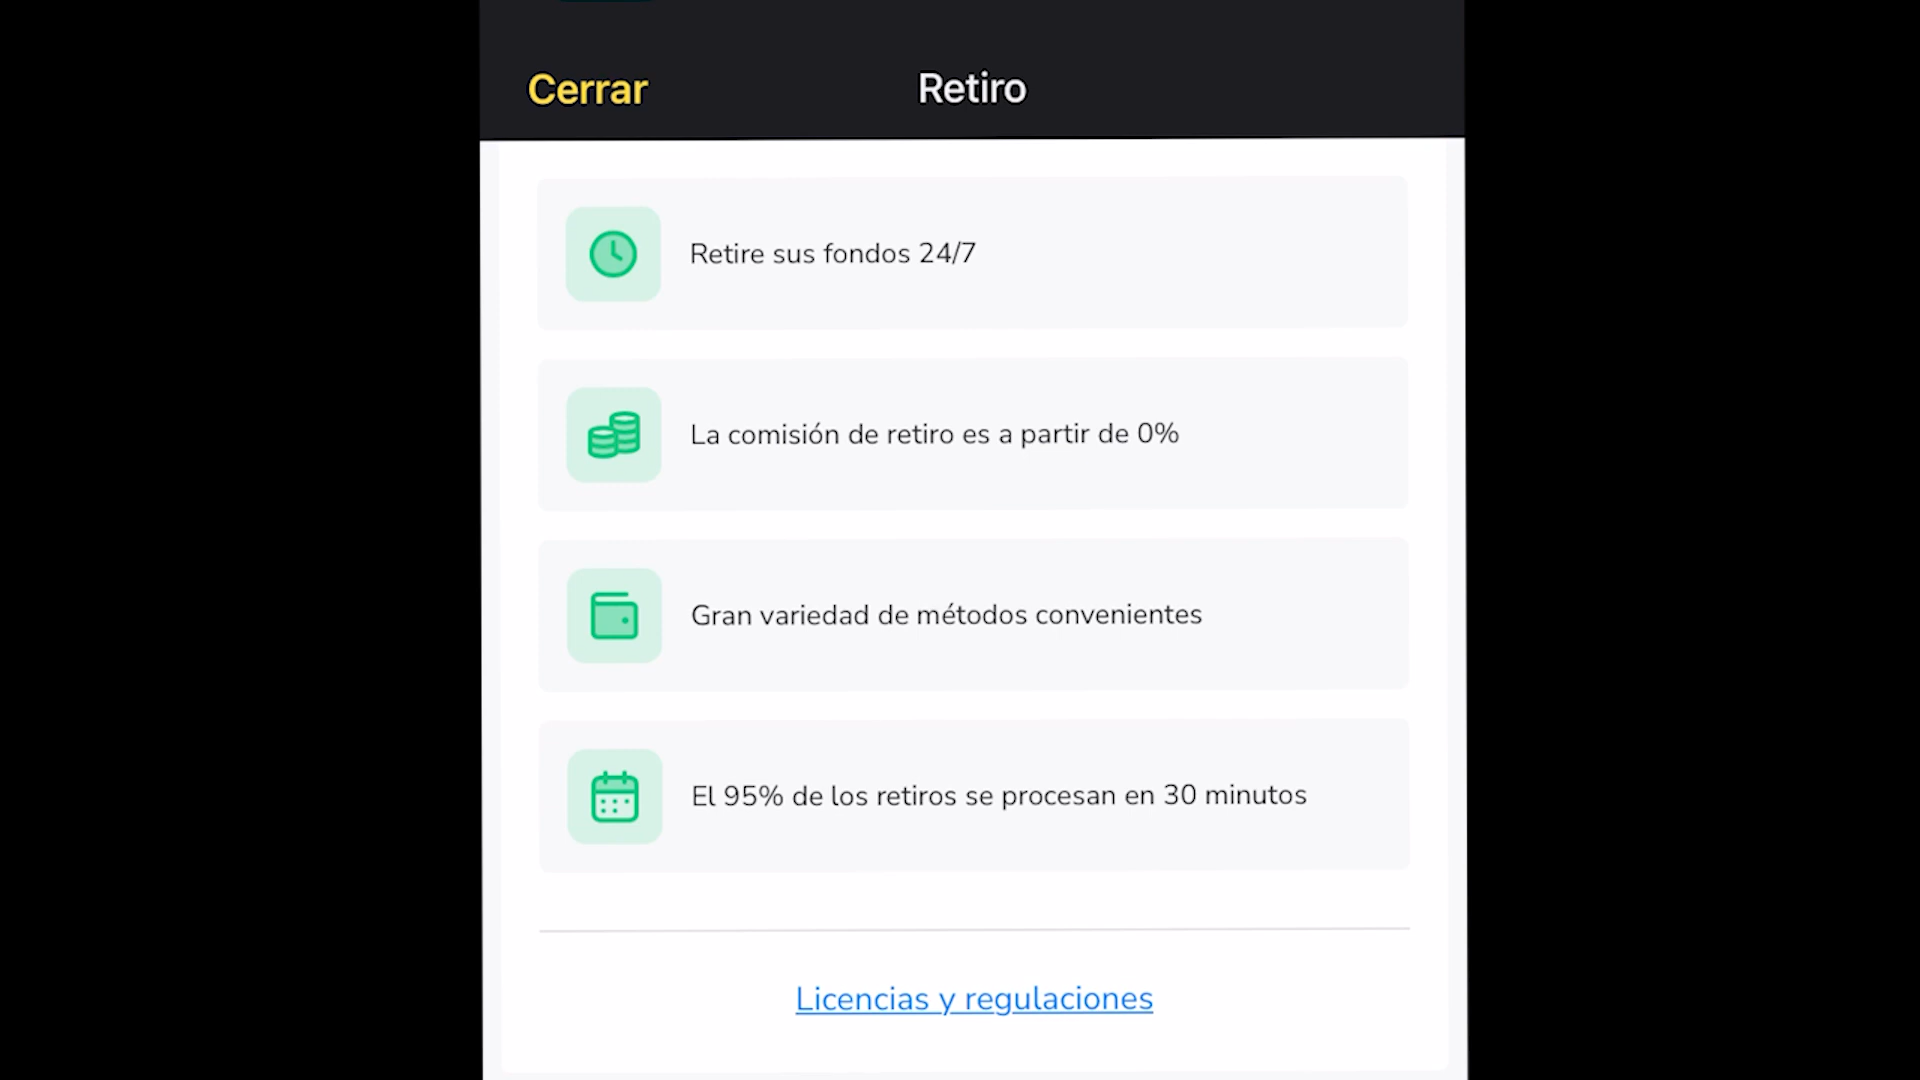 Cerrar
Retiro
Retire sus fondos 24/7
La comisión de retiro es a partir de 0%
Gran variedad de métodos convenientes
El 95% de los retiros se procesan en 30 minutos
Licencias y regulaciones